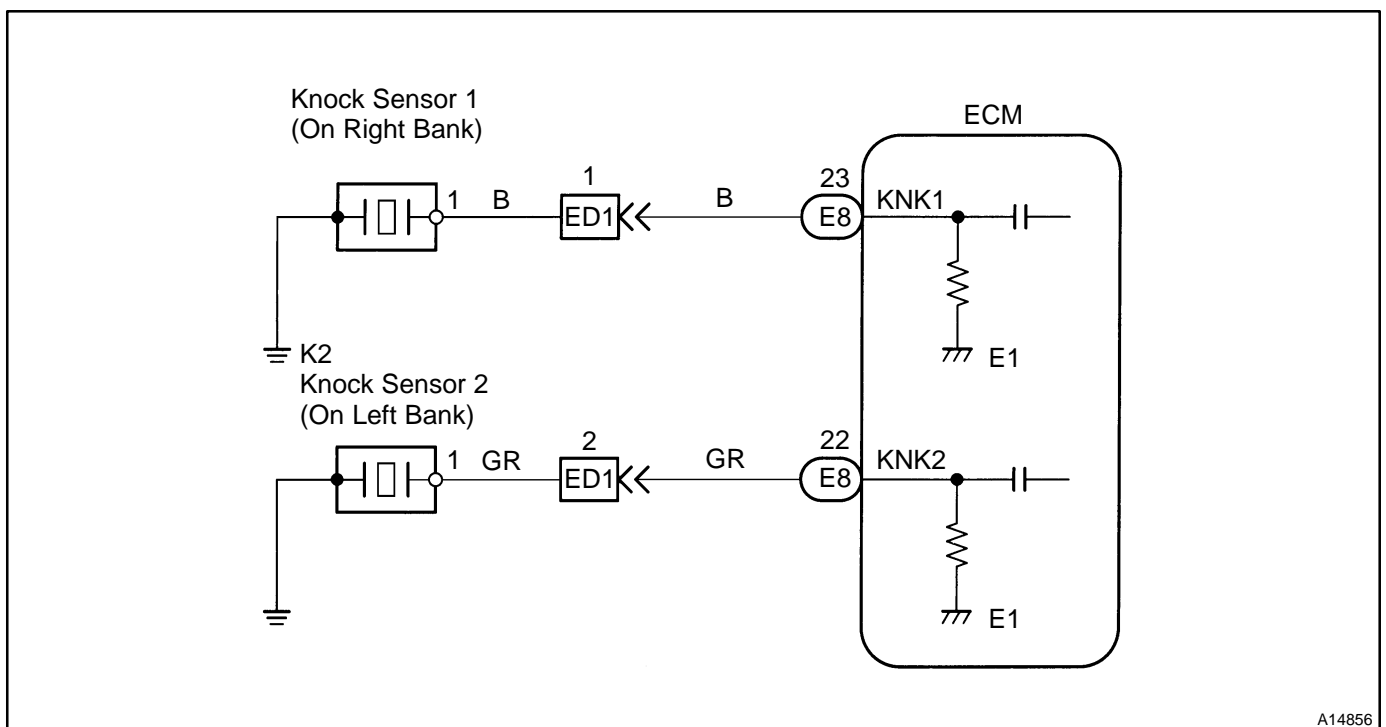 Knock Sensor 1
(On Right Bank)
ECM
1 B
1
ED1
B
23
E8
KNK1
E1
K2
Knock Sensor 2
(On Left Bank)
1 GR
2
ED1
GR
22
E8
KNK2
E1
A14856